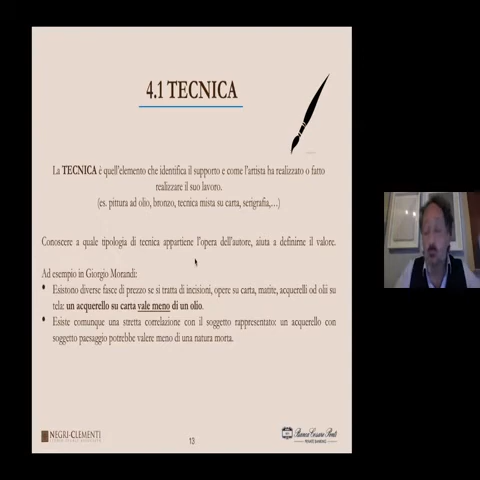 4.1 TECNICA
La TECNICA è quell'elemento che identifica il supporto e come l'artista ha realizzato o fatto
realizzare il suo lavoro.
(es. pittura ad olio, bronzo, tecnica mista su carta, serigrafia,…)
Conoscere a quale tipologia di tecnica appartiene l'opera dell'autore, aiuta a definirne il valore.
Ad esempio in Giorgio Morandi:
• Esistono diverse fasce di prezzo se si tratta di incisioni, opere su carta, matite, acquerelli od olii su
tela: un acquerello su carta vale meno di un olio.
• Esiste comunque una stretta correlazione con il soggetto rappresentato: un acquerello con
soggetto paesaggio potrebbe valere meno di una natura morta.
NEGRI-CLEMENTI
13
Banca Cesare Ponti